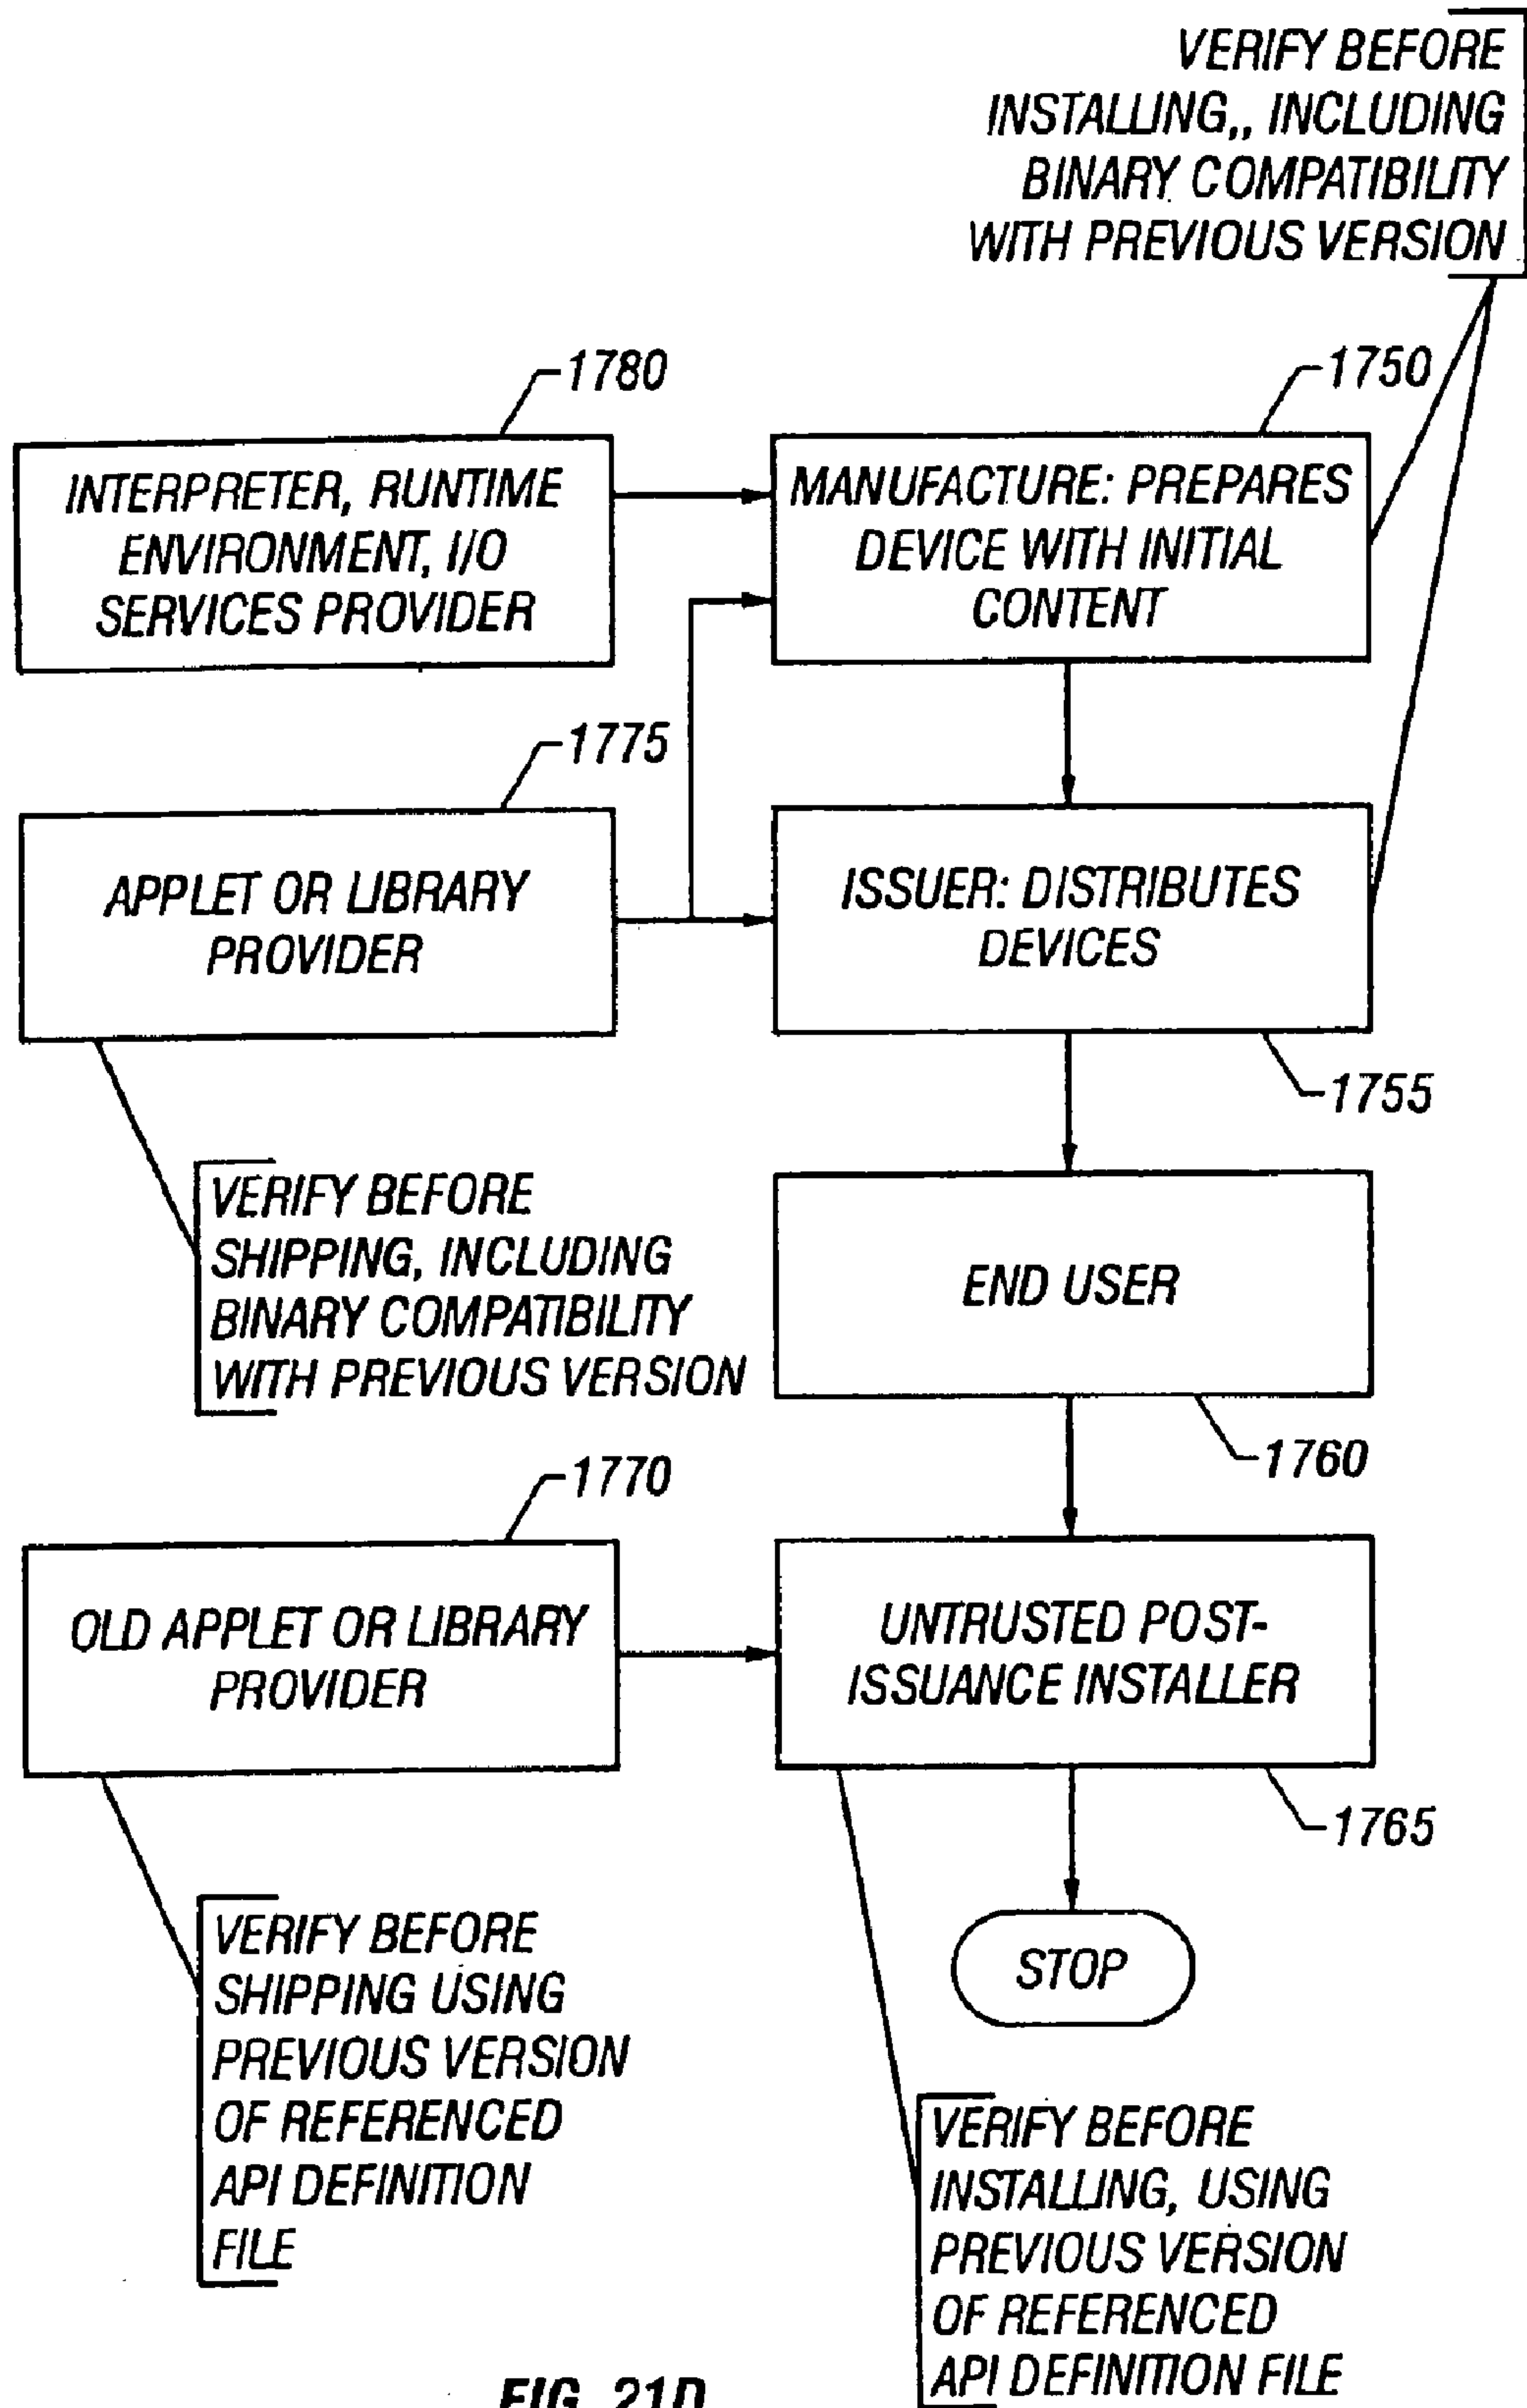 VERIFY BEFORE
INSTALLING,, INCLUDING
BINARY COMPATIBILITY
WITH PREVIOUS VERSION
1780
1750
INTERPRETER, RUNTIME
ENVIRONMENT, I/O
SERVICES PROVIDER
MANUFACTURE: PREPARES
DEVICE WITH INITIAL
CONTENT
1775
APPLET OR LIBRARY
PROVIDER
ISSUER: DISTRIBUTES
DEVICES
1755
VERIFY BEFORE
SHIPPING, INCLUDING
BINARY COMPATIBILITY
WITH PREVIOUS VERSION
END USER
1760
1770
OLD APPLET OR LIBRARY
PROVIDER
UNTRUSTED POST-
ISSUANCE INSTALLER
1765
VERIFY BEFORE
SHIPPING USING
PREVIOUS VERSION
OF REFERENCED
API DEFINITION
FILE
STOP
VERIFY BEFORE
INSTALLING, USING
PREVIOUS VERSION
OF REFERENCED
API DEFINITION FILE
FIG. 21D